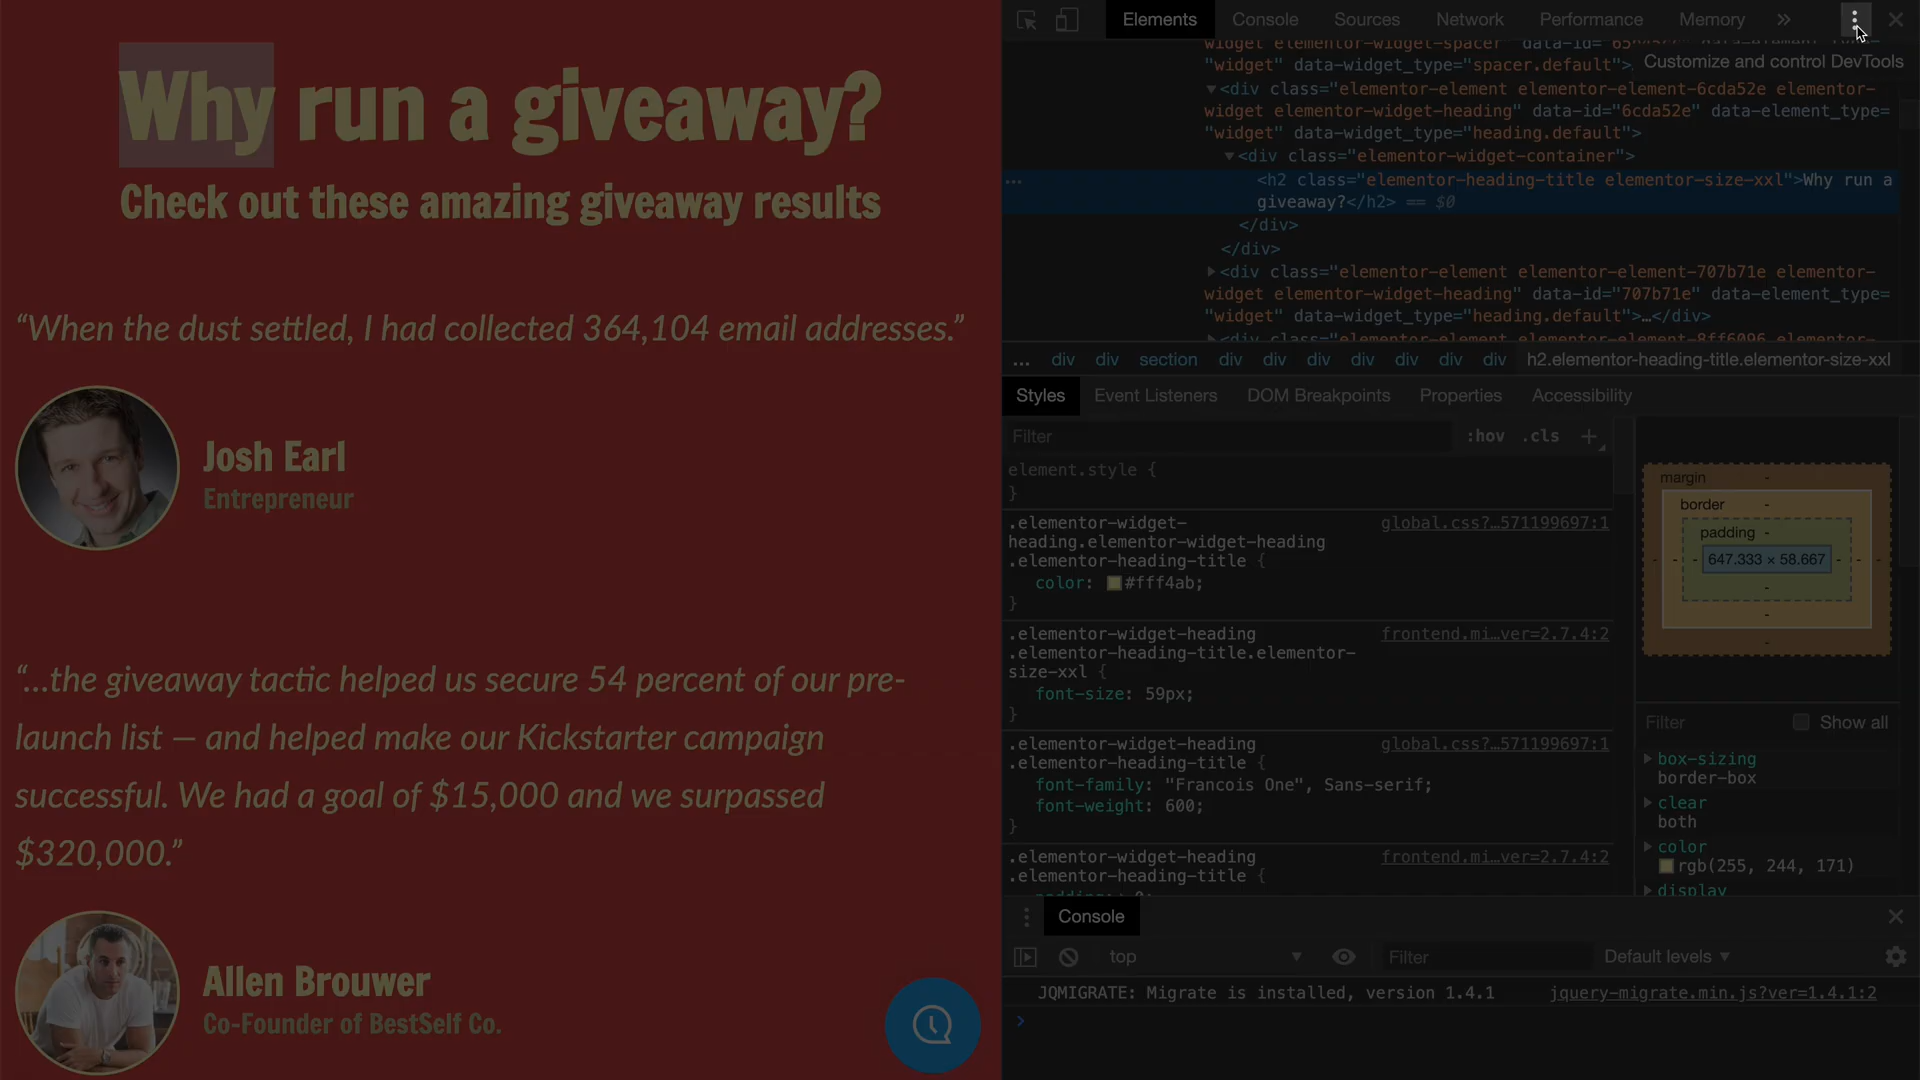 Why run a giveaway?
Check out these amazing giveaway results
“When the dust settled, I had collected 364,104 email addresses.”
Josh Earl
Entrepreneur
“...the giveaway tactic helped us secure 54 percent of our pre-
launch list — and helped make our Kickstarter campaign
successful. We had a goal of $15,000 and we surpassed
$320,000.”
Allen Brouwer
Co-Founder of BestSelf Co.
Elements Console Sources Network Performance Memory »
Customize and control DevTools
"widget" data-widget_type="spacer.default">
▼<div class="elementor-element elementor-element-6cda52e elementor-
widget elementor-widget-heading" data-id="6cda52e" data-element_type=
"widget" data-widget_type="heading.default">
▼<div class="elementor-widget-container">
… <h2 class="elementor-heading-title elementor-size-xxl">Why run a
giveaway?</h2> == $0
</div>
</div>
▶<div class="elementor-element elementor-element-707b71e elementor-
widget elementor-widget-heading" data-id="707b71e" data-element_type=
"widget" data-widget_type="heading.default">…</div>
▶<div class="elementor-element elementor-element-8ff6096 elementor-
… div div section div div div div div div div h2.elementor-heading-title.elementor-size-xxl
Styles Event Listeners DOM Breakpoints Properties Accessibility
Filter :hov .cls +
element.style {
}
.elementor-widget- global.css?…571199697:1
heading.elementor-widget-heading
.elementor-heading-title {
color: #fff4ab;
}
.elementor-widget-heading frontend.mi…ver=2.7.4:2
.elementor-heading-title.elementor-
size-xxl {
font-size: 59px;
}
.elementor-widget-heading global.css?…571199697:1
.elementor-heading-title {
font-family: "Francois One", Sans-serif;
font-weight: 600;
}
.elementor-widget-heading frontend.mi…ver=2.7.4:2
.elementor-heading-title {
padding: 0;
margin -
border -
padding -
- - - 647.333 × 58.667 - - -
-
-
-
Filter Show all
box-sizing
border-box
clear
both
color
rgb(255, 244, 171)
display
Console
top ▼ Filter Default levels ▼
JQMIGRATE: Migrate is installed, version 1.4.1 jquery-migrate.min.js?ver=1.4.1:2
>